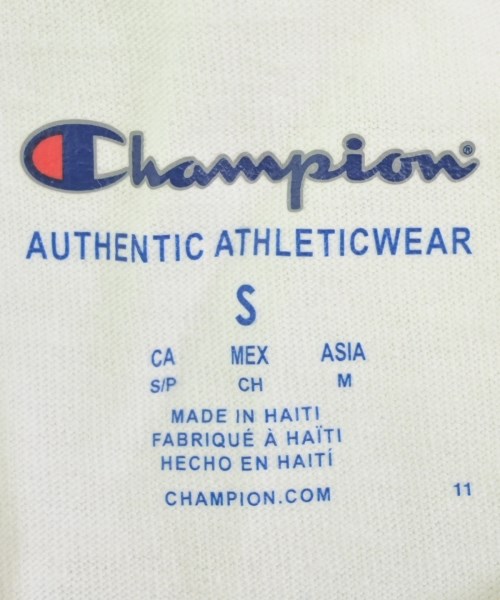 Champion®
AUTHENTIC ATHLETICWEAR
S
CA MEX ASIA
S/P CH M
MADE IN HAITI
FABRIQUÉ À HAÏTI
HECHO EN HAITÍ
CHAMPION.COM 11